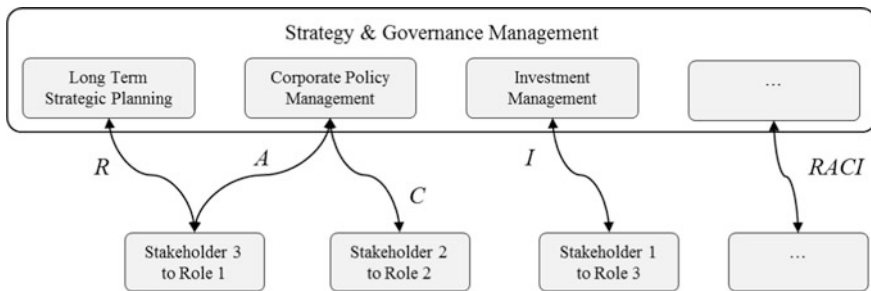 Strategy & Governance Management
Long Term
Strategic Planning
Corporate Policy
Management
Investment
Management
...
R
A
C
I
RACI
Stakeholder 3
to Role 1
Stakeholder 2
to Role 2
Stakeholder 1
to Role 3
...